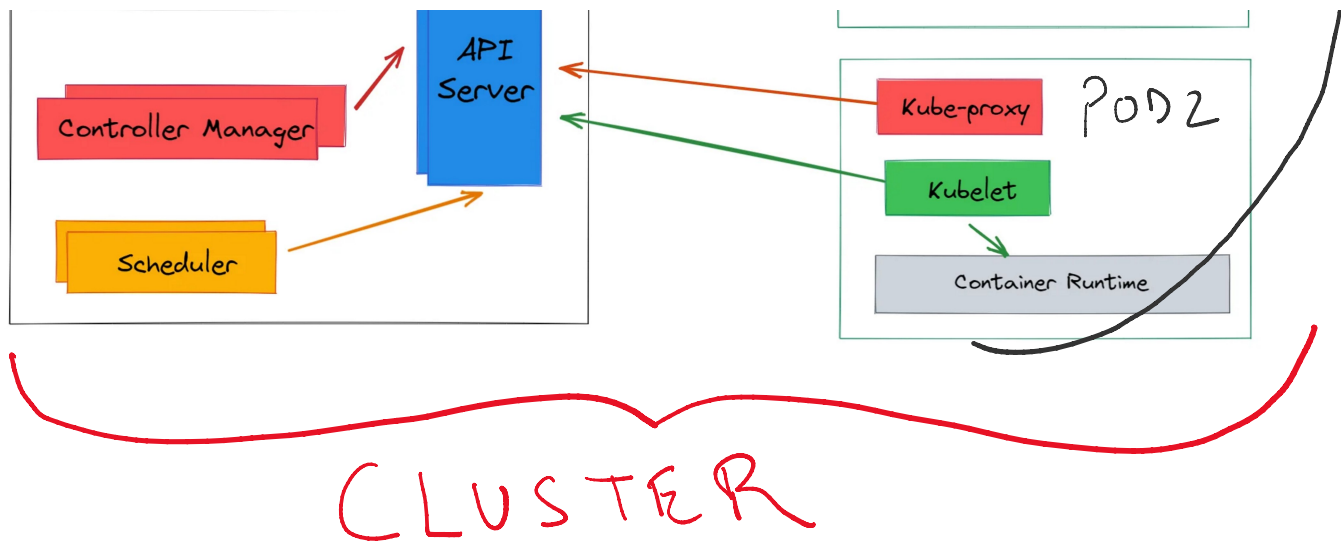 API
Server
Controller Manager
Scheduler
Kube-proxy
POD2
Kubelet
Container Runtime
CLUSTER